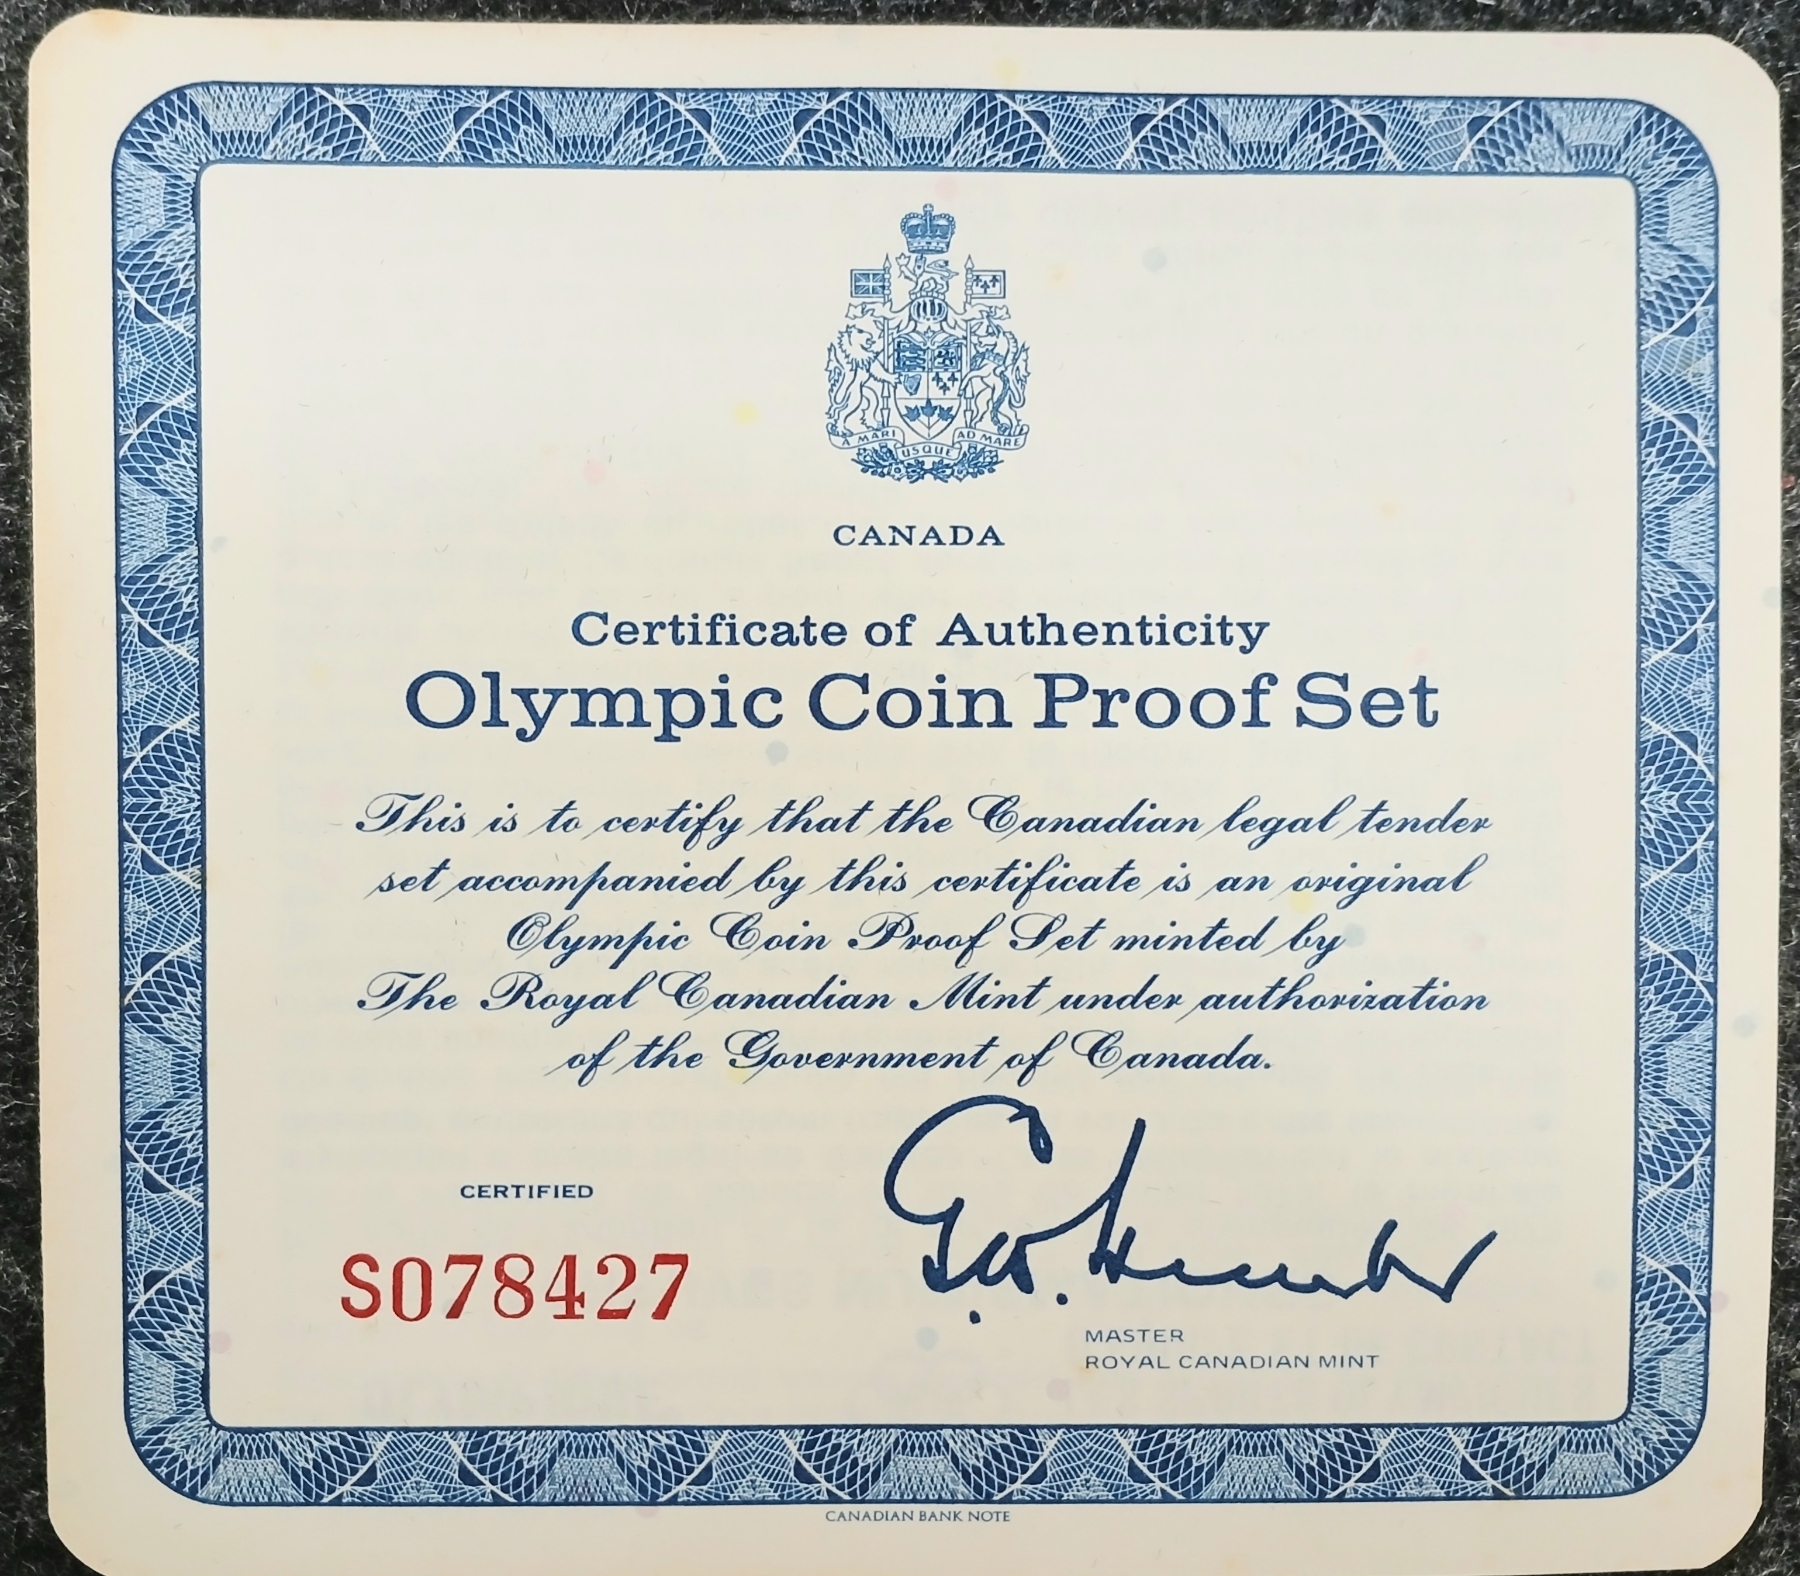 A MARI USQUE AD MARE
CANADA
Certificate of Authenticity
Olympic Coin Proof Set
This is to certify that the Canadian legal tender
set accompanied by this certificate is an original
Olympic Coin Proof Set minted by
The Royal Canadian Mint under authorization
of the Government of Canada.
CERTIFIED
S078427
MASTER
ROYAL CANADIAN MINT
CANADIAN BANK NOTE